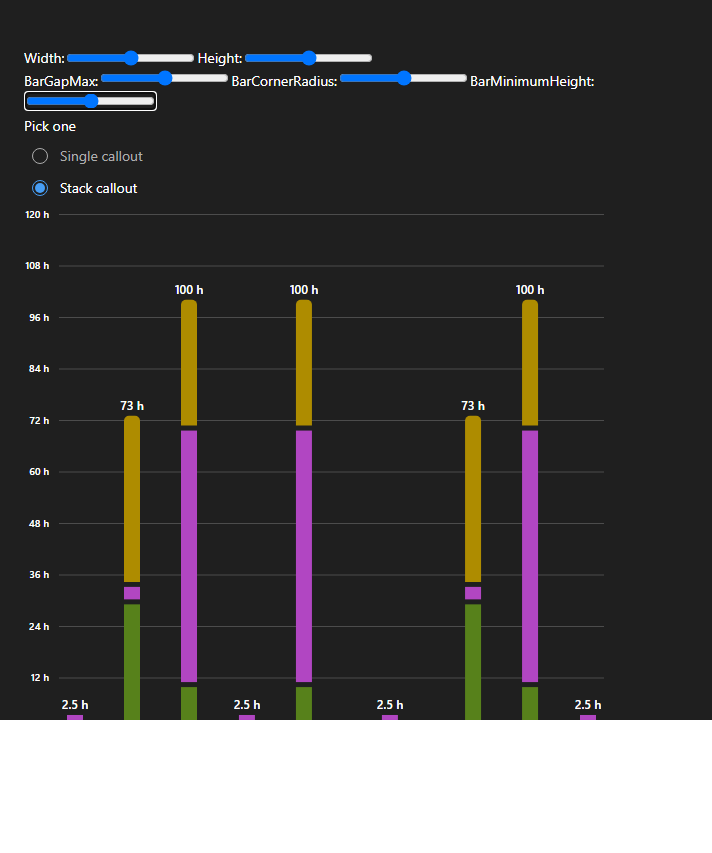 Width: Height:
BarGapMax: BarCornerRadius: BarMinimumHeight:
Pick one
Single callout
Stack callout
120 h
108 h
100 h 100 h 100 h
96 h
84 h
73 h 73 h
72 h
60 h
48 h
36 h
24 h
12 h
2.5 h 2.5 h 2.5 h 2.5 h